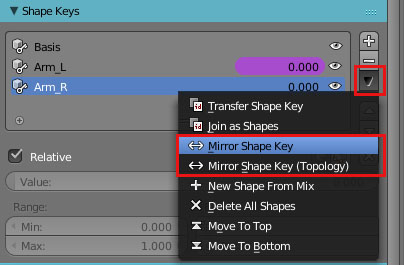 Shape Keys
Basis
Arm_L 0.000
Arm_R 0.000
Transfer Shape Key
Join as Shapes
Mirror Shape Key
Mirror Shape Key (Topology)
New Shape From Mix
Delete All Shapes
Move To Top
Move To Bottom
Relative
Value:
Range:
Min: 0.000
Max: 1.000